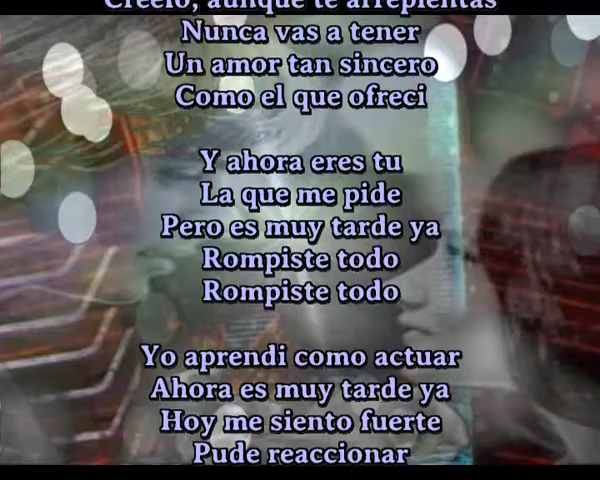 Creelo, aunque te arrepientas
Nunca vas a tener
Un amor tan sincero
Como el que ofreci
Y ahora eres tu
La que me pide
Pero es muy tarde ya
Rompiste todo
Rompiste todo
Yo aprendi como actuar
Ahora es muy tarde ya
Hoy me siento fuerte
Pude reaccionar